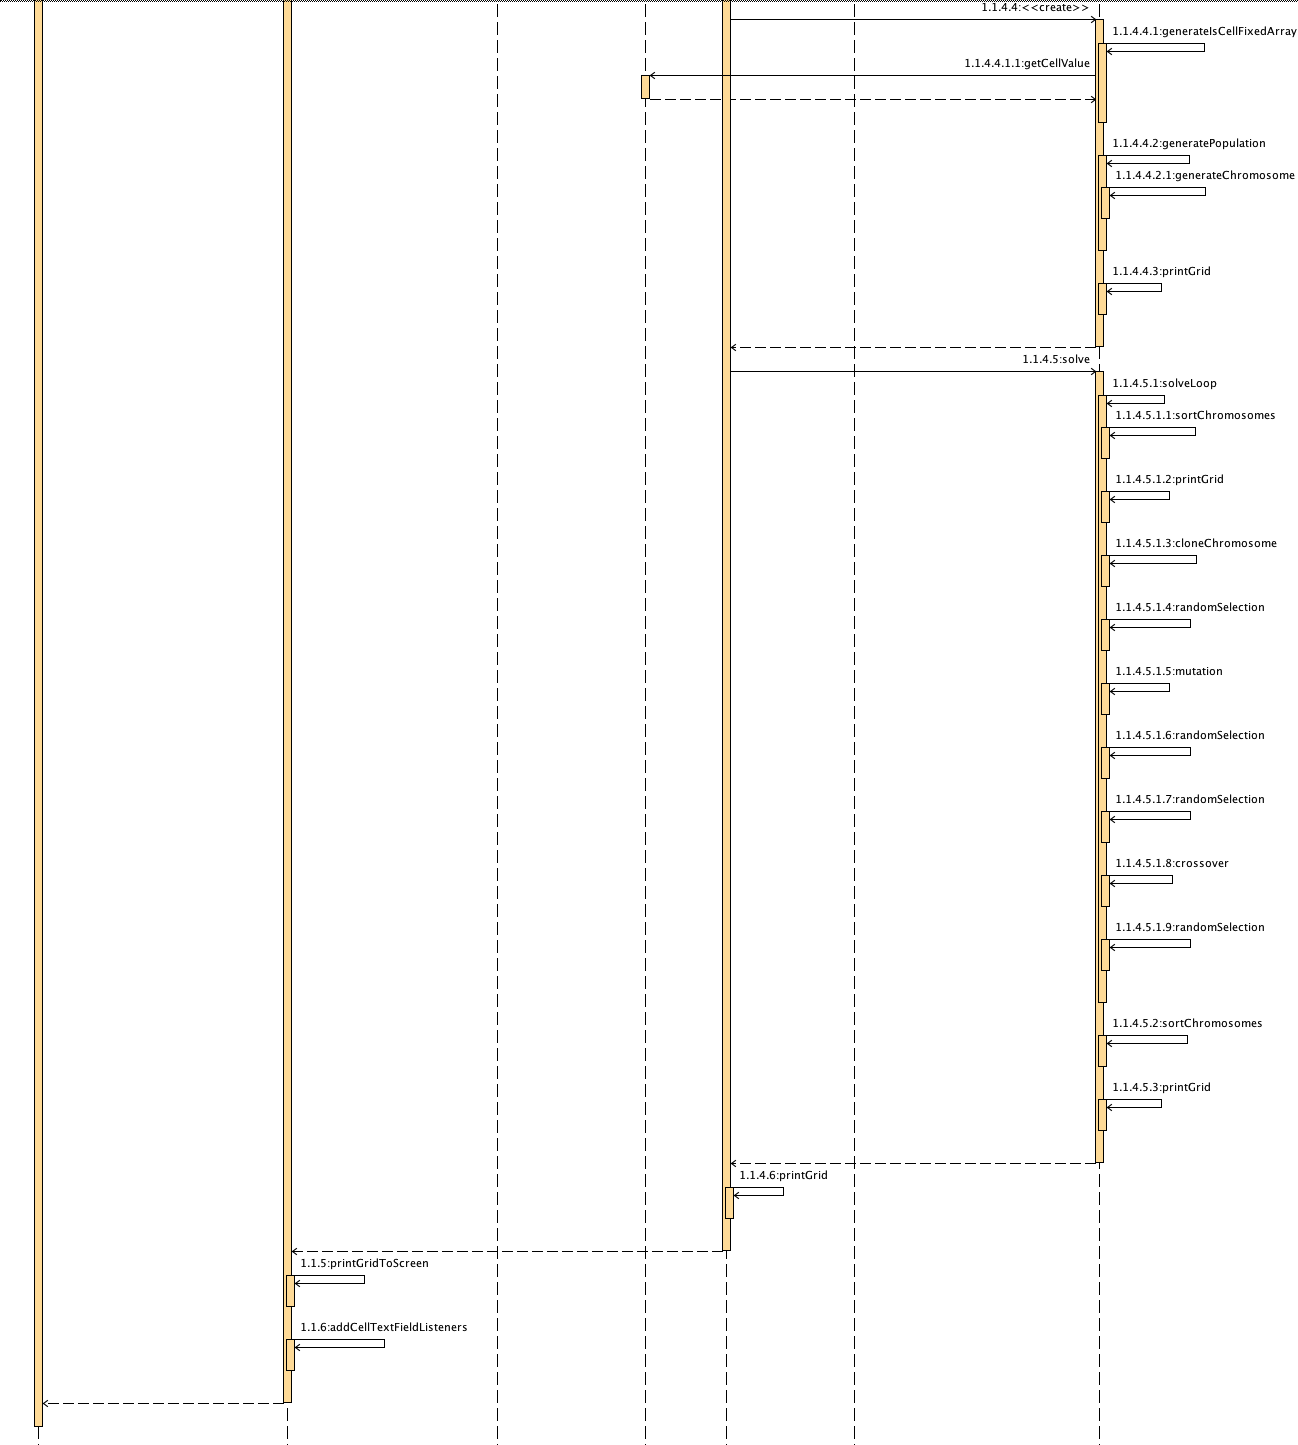 1.1.4.4:<<create>>
1.1.4.4.1:generateIsCellFixedArray
1.1.4.4.1.1:getCellValue
1.1.4.4.2:generatePopulation
1.1.4.4.2.1:generateChromosome
1.1.4.4.3:printGrid
1.1.4.5:solve
1.1.4.5.1:solveLoop
1.1.4.5.1.1:sortChromosomes
1.1.4.5.1.2:printGrid
1.1.4.5.1.3:cloneChromosome
1.1.4.5.1.4:randomSelection
1.1.4.5.1.5:mutation
1.1.4.5.1.6:randomSelection
1.1.4.5.1.7:randomSelection
1.1.4.5.1.8:crossover
1.1.4.5.1.9:randomSelection
1.1.4.5.2:sortChromosomes
1.1.4.5.3:printGrid
1.1.4.6:printGrid
1.1.5:printGridToScreen
1.1.6:addCellTextFieldListeners